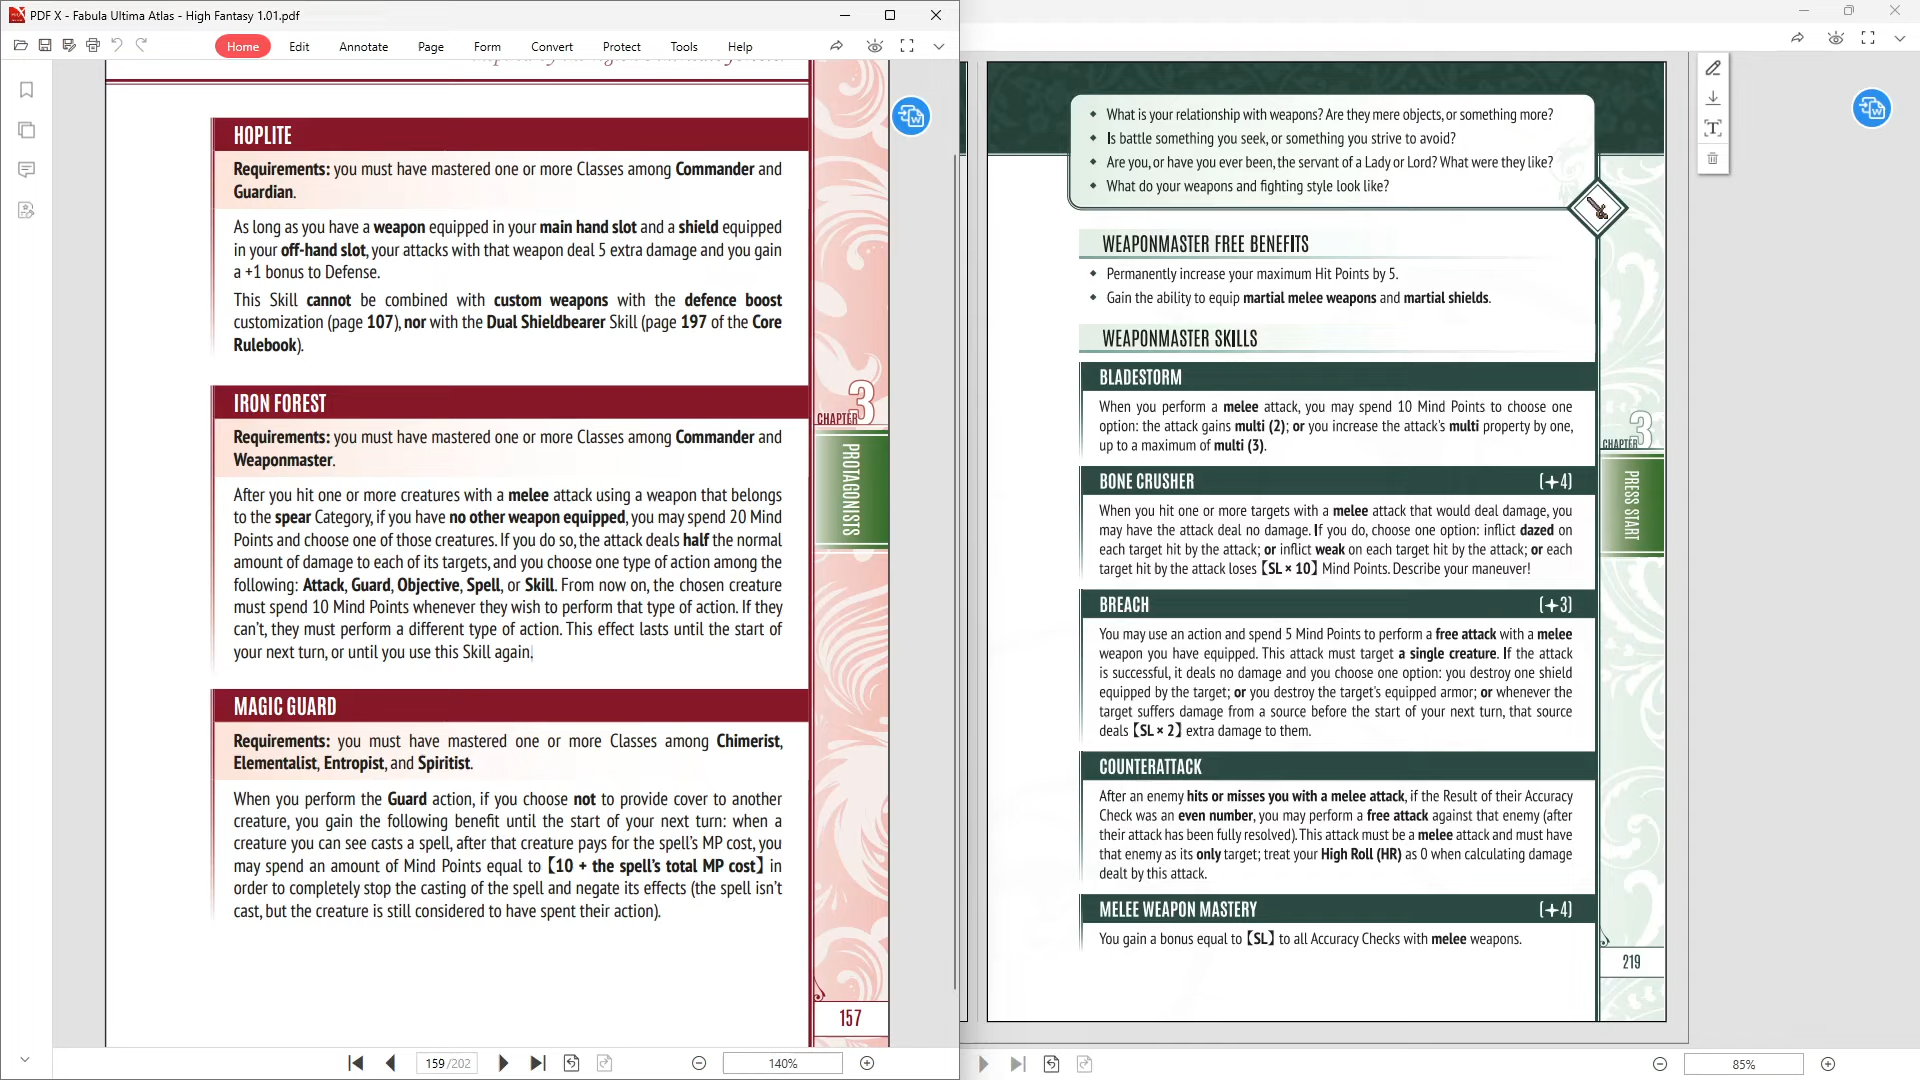 PDF X - Fabula Ultima Atlas - High Fantasy 1.01.pdf
Home Edit Annotate Page Form Convert Protect Tools Help
HOPLITE
Requirements: you must have mastered one or more Classes among Commander and
Guardian.
As long as you have a weapon equipped in your main hand slot and a shield equipped
in your off-hand slot, your attacks with that weapon deal 5 extra damage and you gain
a +1 bonus to Defense.
This Skill cannot be combined with custom weapons with the defence boost
customization (page 107), nor with the Dual Shieldbearer Skill (page 197 of the Core
Rulebook).
IRON FOREST
Requirements: you must have mastered one or more Classes among Commander and
Weaponmaster.
After you hit one or more creatures with a melee attack using a weapon that belongs
to the spear Category, if you have no other weapon equipped, you may spend 20 Mind
Points and choose one of those creatures. If you do so, the attack deals half the normal
amount of damage to each of its targets, and you choose one type of action among the
following: Attack, Guard, Objective, Spell, or Skill. From now on, the chosen creature
must spend 10 Mind Points whenever they wish to perform that type of action. If they
can't, they must perform a different type of action. This effect lasts until the start of
your next turn, or until you use this Skill again.
MAGIC GUARD
Requirements: you must have mastered one or more Classes among Chimerist,
Elementalist, Entropist, and Spiritist.
When you perform the Guard action, if you choose not to provide cover to another
creature, you gain the following benefit until the start of your next turn: when a
creature you can see casts a spell, after that creature pays for the spell's MP cost, you
may spend an amount of Mind Points equal to 【10 + the spell's total MP cost】 in
order to completely stop the casting of the spell and negate its effects (the spell isn't
cast, but the creature is still considered to have spent their action).
CHAPTER 3
PROTAGONISTS
157
159 /202
140%
What is your relationship with weapons? Are they mere objects, or something more?
Is battle something you seek, or something you strive to avoid?
Are you, or have you ever been, the servant of a Lady or Lord? What were they like?
What do your weapons and fighting style look like?
WEAPONMASTER FREE BENEFITS
Permanently increase your maximum Hit Points by 5.
Gain the ability to equip martial melee weapons and martial shields.
WEAPONMASTER SKILLS
BLADESTORM
When you perform a melee attack, you may spend 10 Mind Points to choose one
option: the attack gains multi (2); or you increase the attack's multi property by one,
up to a maximum of multi (3).
BONE CRUSHER (✦4)
When you hit one or more targets with a melee attack that would deal damage, you
may have the attack deal no damage. If you do, choose one option: inflict dazed on
each target hit by the attack; or inflict weak on each target hit by the attack; or each
target hit by the attack loses 【SL × 10】 Mind Points. Describe your maneuver!
BREACH (✦3)
You may use an action and spend 5 Mind Points to perform a free attack with a melee
weapon you have equipped. This attack must target a single creature. If the attack
is successful, it deals no damage and you choose one option: you destroy one shield
equipped by the target; or you destroy the target's equipped armor; or whenever the
target suffers damage from a source before the start of your next turn, that source
deals 【SL × 2】 extra damage to them.
COUNTERATTACK
After an enemy hits or misses you with a melee attack, if the Result of their Accuracy
Check was an even number, you may perform a free attack against that enemy (after
their attack has been fully resolved). This attack must be a melee attack and must have
that enemy as its only target; treat your High Roll (HR) as 0 when calculating damage
dealt by this attack.
MELEE WEAPON MASTERY (✦4)
You gain a bonus equal to 【SL】 to all Accuracy Checks with melee weapons.
CHAPTER 3
PRESS START
219
85%